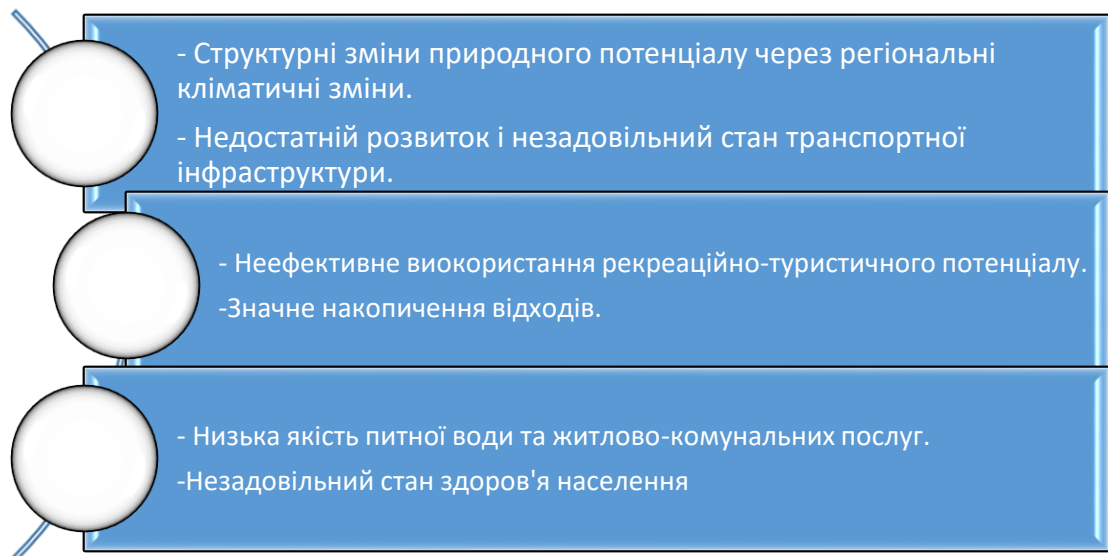 - Структурні зміни природного потенціалу через регіональні
кліматичні зміни.
- Недостатній розвиток і незадовільний стан транспортної
інфраструктури.
- Неефективне виокористання рекреаційно-туристичного потенціалу.
-Значне накопичення відходів.
- Низька якість питної води та житлово-комунальних послуг.
-Незадовільний стан здоров'я населення